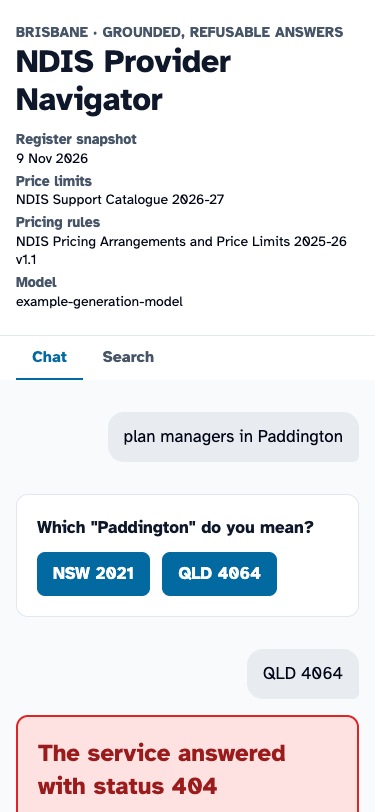 BRISBANE · GROUNDED, REFUSABLE ANSWERS
NDIS Provider
Navigator
Register snapshot
9 Nov 2026
Price limits
NDIS Support Catalogue 2026-27
Pricing rules
NDIS Pricing Arrangements and Price Limits 2025-26
v1.1
Model
example-generation-model
Chat Search
plan managers in Paddington
Which "Paddington" do you mean?
NSW 2021 QLD 4064
QLD 4064
The service answered
with status 404